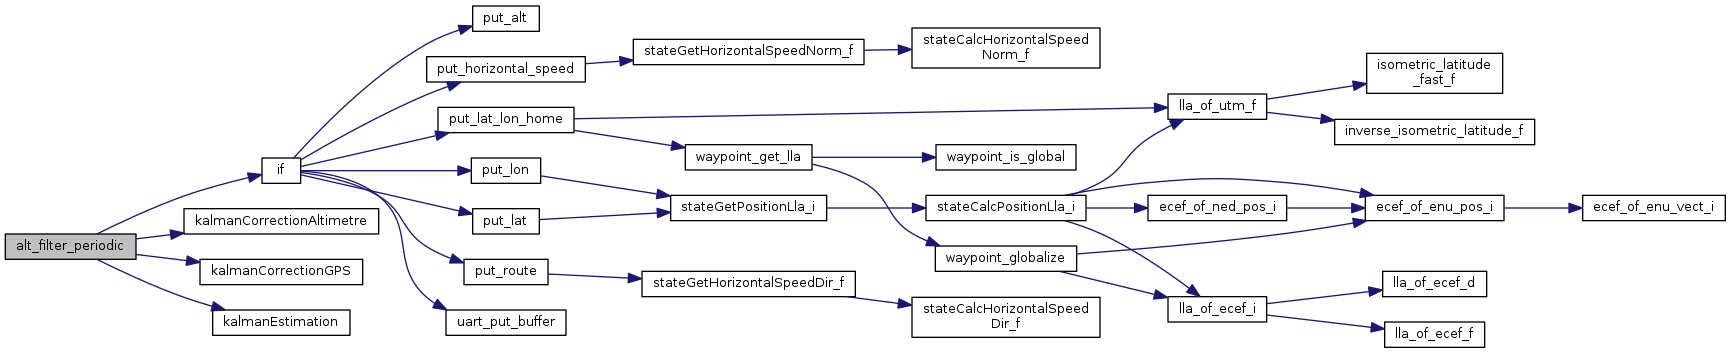 put_alt
stateCalcHorizontalSpeed
Norm_f
stateGetHorizontalSpeedNorm_f
put_horizontal_speed
isometric_latitude
_fast_f
lla_of_utm_f
put_lat_lon_home
inverse_isometric_latitude_f
waypoint_get_lla
waypoint_is_global
if
put_lon
stateGetPositionLla_i
stateCalcPositionLla_i
ecef_of_ned_pos_i
ecef_of_enu_pos_i
ecef_of_enu_vect_i
kalmanCorrectionAltimetre
put_lat
alt_filter_periodic
waypoint_globalize
kalmanCorrectionGPS
put_route
stateGetHorizontalSpeedDir_f
lla_of_ecef_d
stateCalcHorizontalSpeed
Dir_f
lla_of_ecef_i
kalmanEstimation
uart_put_buffer
lla_of_ecef_f